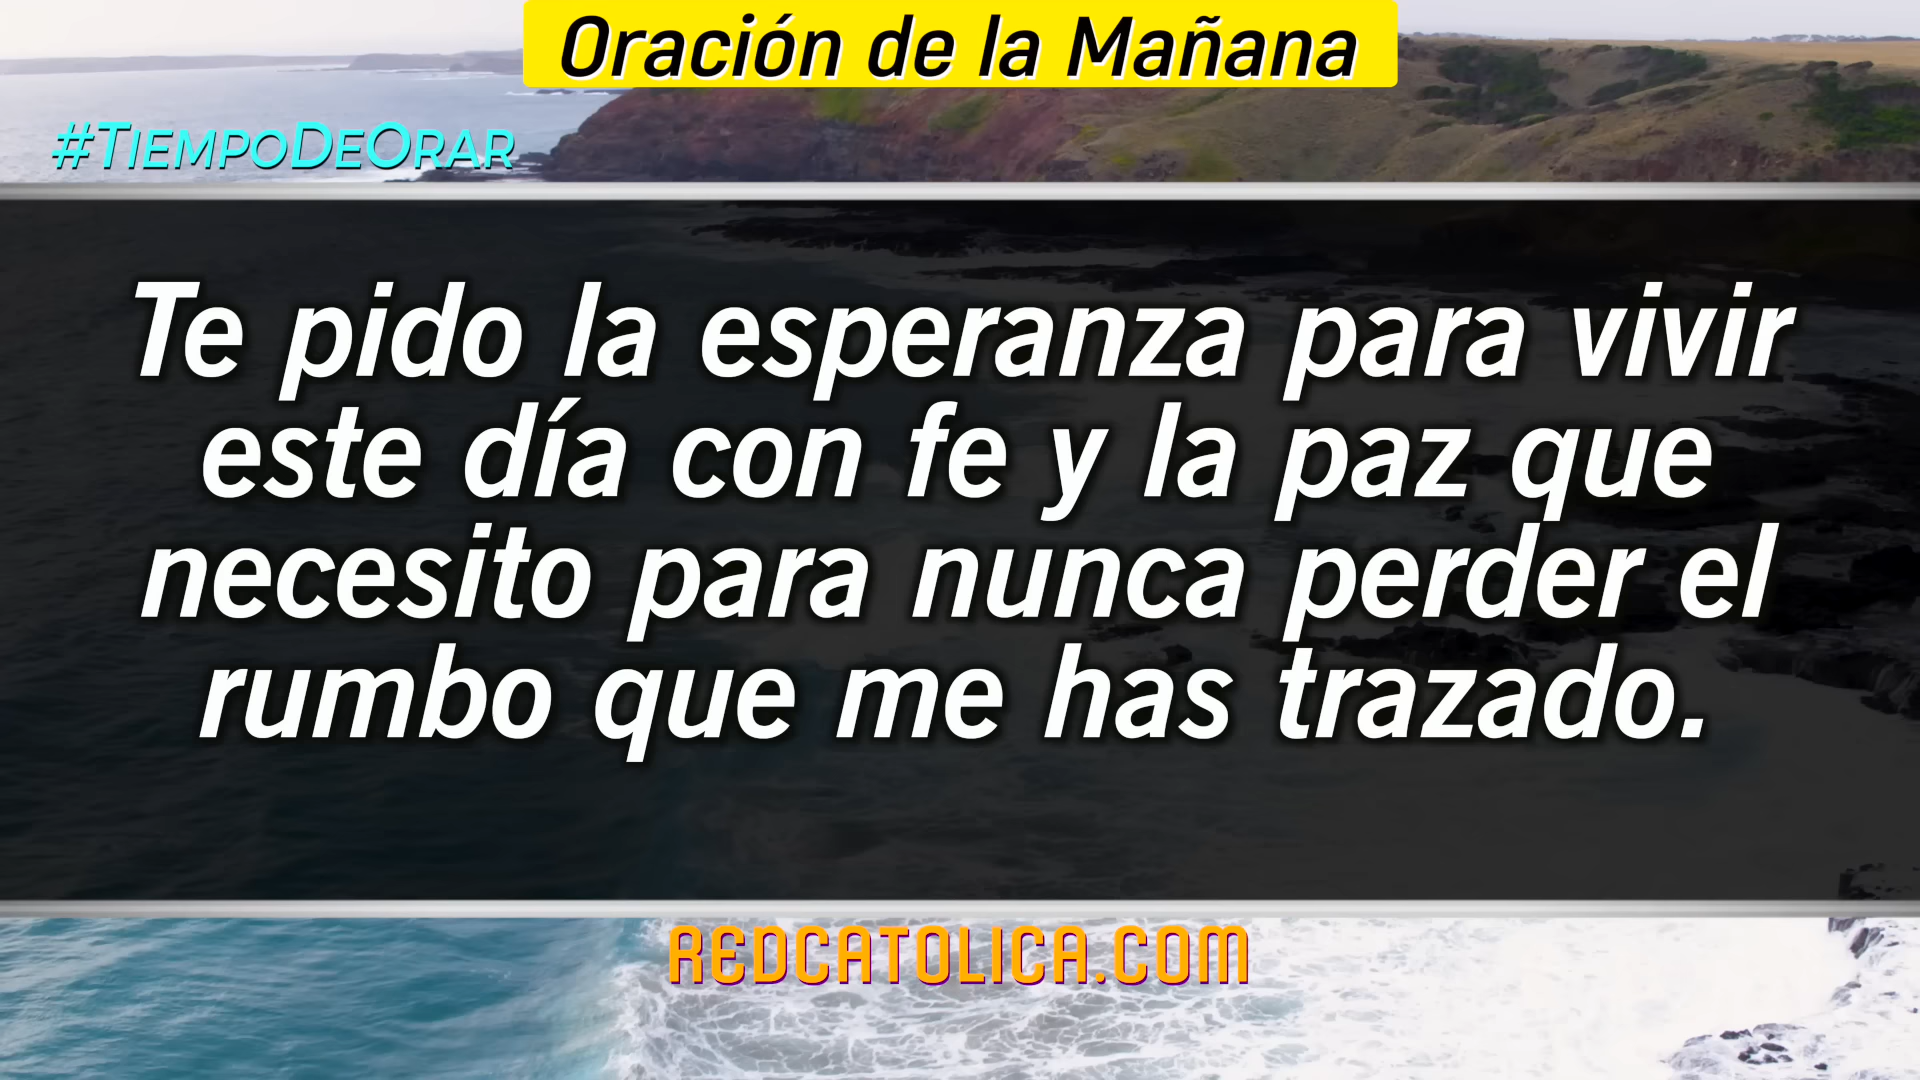 Oración de la Mañana
#TiempoDeOrar
Te pido la esperanza para vivir
este día con fe y la paz que
necesito para nunca perder el
rumbo que me has trazado.
REDCATOLICA.COM